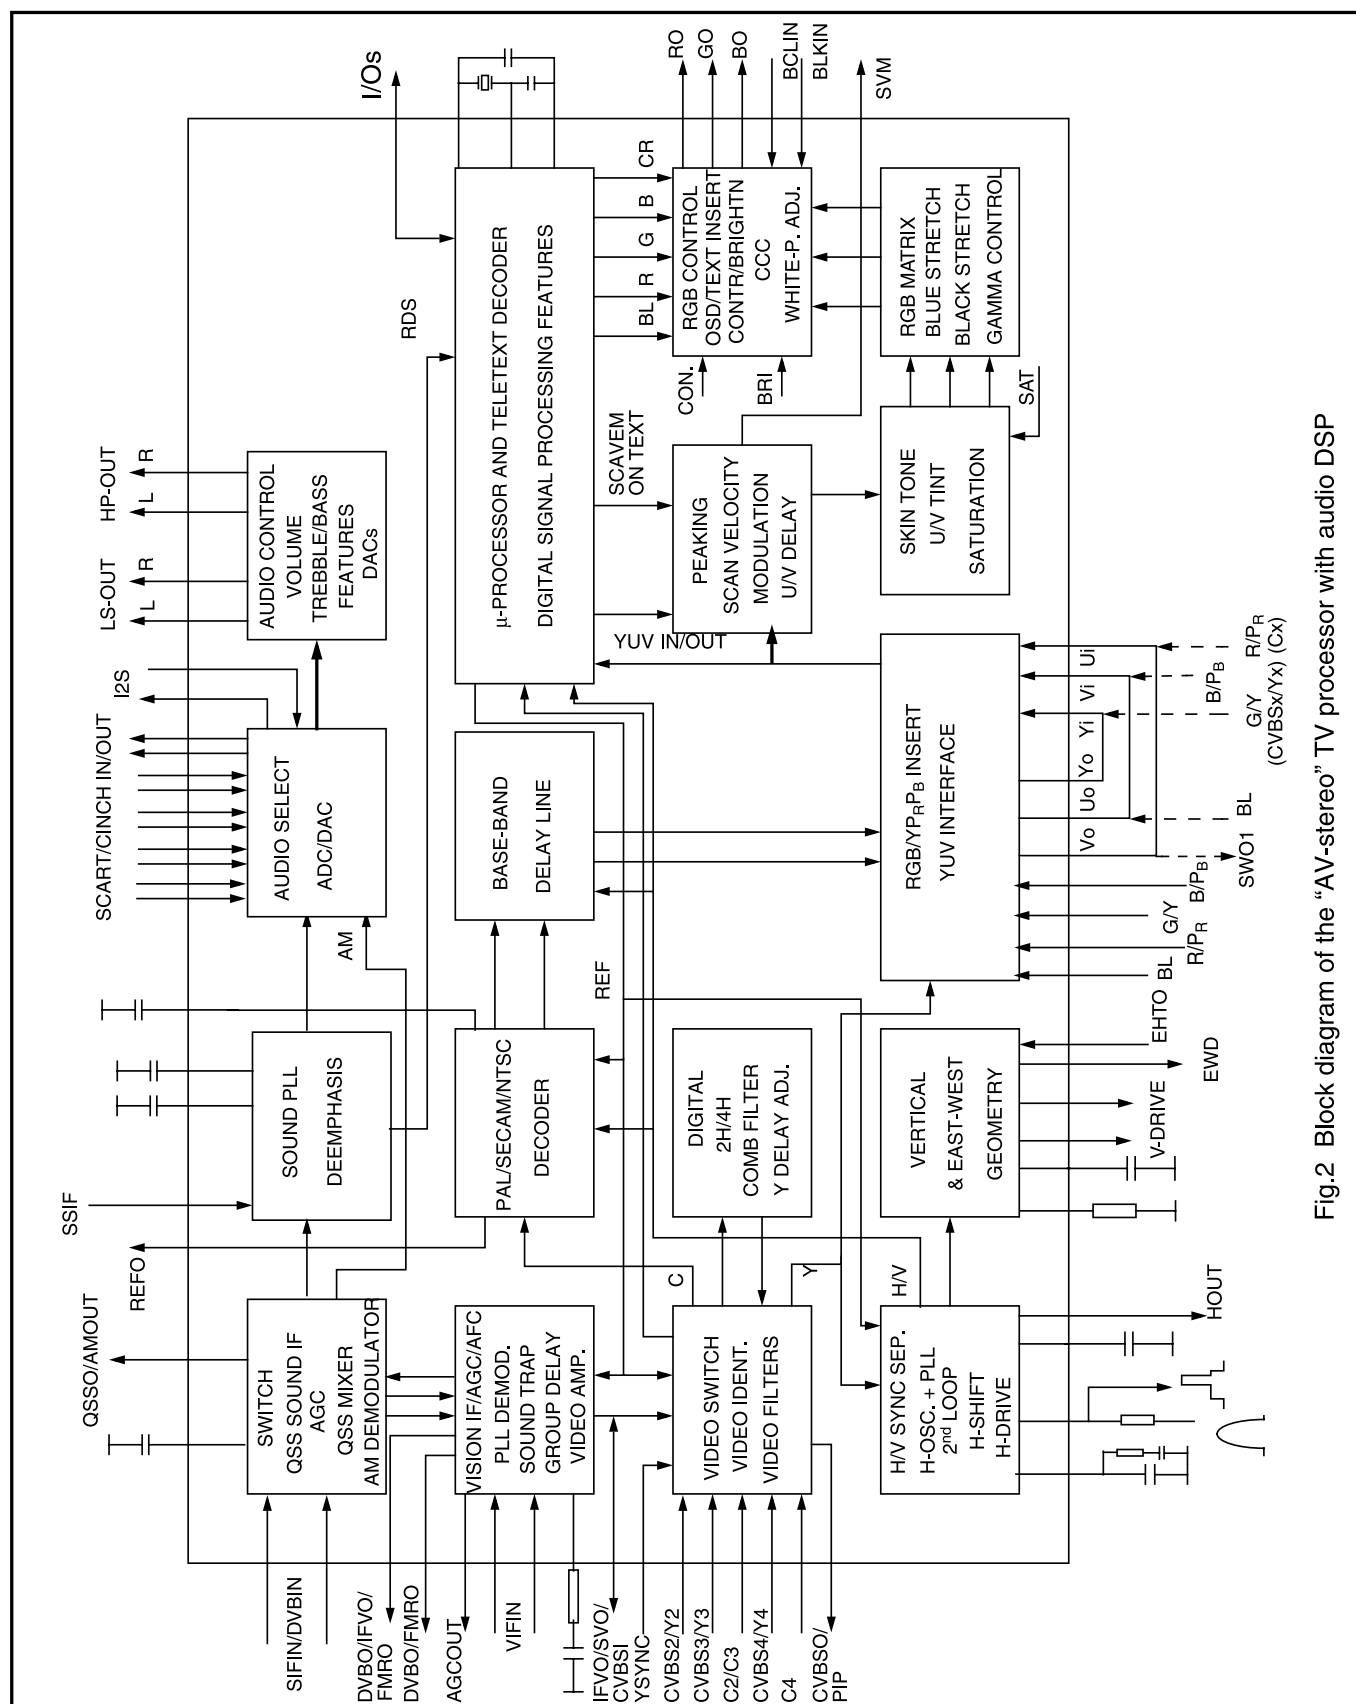 QSSO/AMOUT
REFO
SSIF
SCART/CINCH IN/OUT
I2S
LS-OUT
L
R
HP-OUT
L
R
I/Os
SWITCH
QSS SOUND IF
AGC
QSS MIXER
AM DEMODULATOR
SOUND PLL
DEEMPHASIS
AM
AUDIO SELECT
ADC/DAC
AUDIO CONTROL
VOLUME
TREBBLE/BASS
FEATURES
DACs
RDS
SIFIN/DVBIN
DVBO/IFVO/
FMRO
DVBO/FMRO
AGCOUT
VIFIN
IFVO/SVO/
CVBSI
YSYNC
CVBS2/Y2
CVBS3/Y3
C2/C3
CVBS4/Y4
C4
CVBSO/
PIP
VISION IF/AGC/AFC
PLL DEMOD.
SOUND TRAP
GROUP DELAY
VIDEO AMP.
PAL/SECAM/NTSC
DECODER
BASE-BAND
DELAY LINE
μ-PROCESSOR AND TELETEXT DECODER
DIGITAL SIGNAL PROCESSING FEATURES
REF
C
Y
H/V
VIDEO SWITCH
VIDEO IDENT.
VIDEO FILTERS
DIGITAL
2H/4H
COMB FILTER
Y DELAY ADJ.
YUV IN/OUT
SCAVEM
ON TEXT
BL
R
G
B
CR
PEAKING
SCAN VELOCITY
MODULATION
U/V DELAY
CON.
BRI
RGB CONTROL
OSD/TEXT INSERT
CONTR/BRIGHTN
CCC
WHITE-P. ADJ.
RO
GO
BO
BCLIN
BLKIN
SVM
H/V SYNC SEP.
H-OSC. + PLL
2nd LOOP
H-SHIFT
H-DRIVE
VERTICAL
& EAST-WEST
GEOMETRY
RGB/YPRPB INSERT
YUV INTERFACE
SKIN TONE
U/V TINT
SATURATION
SAT
RGB MATRIX
BLUE STRETCH
BLACK STRETCH
GAMMA CONTROL
HOUT
V-DRIVE
EWD
EHTO
BL
R/PR
G/Y
B/PB
Vo
Uo
Yo
Yi
Vi
Ui
SWO1
BL
G/Y
(CVBSx/Yx)
B/PB
R/PR
(Cx)
Fig.2 Block diagram of the “AV-stereo” TV processor with audio DSP